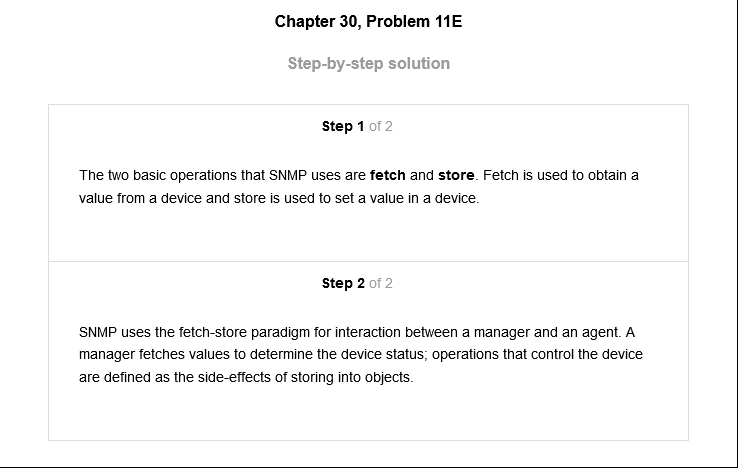 Chapter 30, Problem 11E
Step-by-step solution
Step 1 of 2
The two basic operations that SNMP uses are fetch and store. Fetch is used to obtain a
value from a device and store is used to set a value in a device.
Step 2 of 2
SNMP uses the fetch-store paradigm for interaction between a manager and an agent. A
manager fetches values to determine the device status; operations that control the device
are defined as the side-effects of storing into objects.